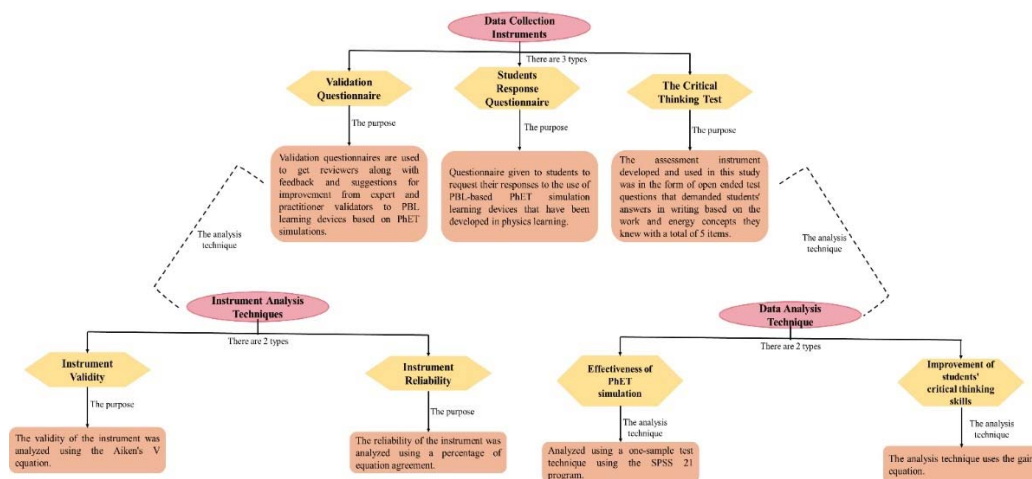 Data Collection
Instruments
There are 3 types
Validation
Questionnaire
Students
Response
Questionnaire
The Critical
Thinking Test
The purpose
The purpose
The purpose
Validation questionnaires are used
to get reviewers along with
feedback and suggestions for
improvement from expert and
practitioner validators to PBL
learning devices based on PhET
simulations.
Questionnaire given to students to
request their responses to the use of
PBL-based PhET simulation
learning devices that have been
developed in physics learning.
The assessment instrument
developed and used in this study
was in the form of open ended test
questions that demanded students'
answers in writing based on the
work and energy concepts they
knew with a total of 5 items.
The analysis
technique
The analysis
technique
Instrument Analysis
Techniques
There are 2 types
Instrument
Validity
Instrument
Reliability
The purpose
The purpose
The validity of the instrument was
analyzed using the Aiken's V
equation.
The reliability of the instrument was
analyzed using a percentage of
equation agreement.
Data Analysis
Technique
There are 2 types
Effectiveness of
PhET
simulation
Improvement of
students'
critical thinking
skills
The analysis
technique
The analysis
technique
Analyzed using a one-sample test
technique using the SPSS 21
program.
The analysis technique uses the gain
equation.